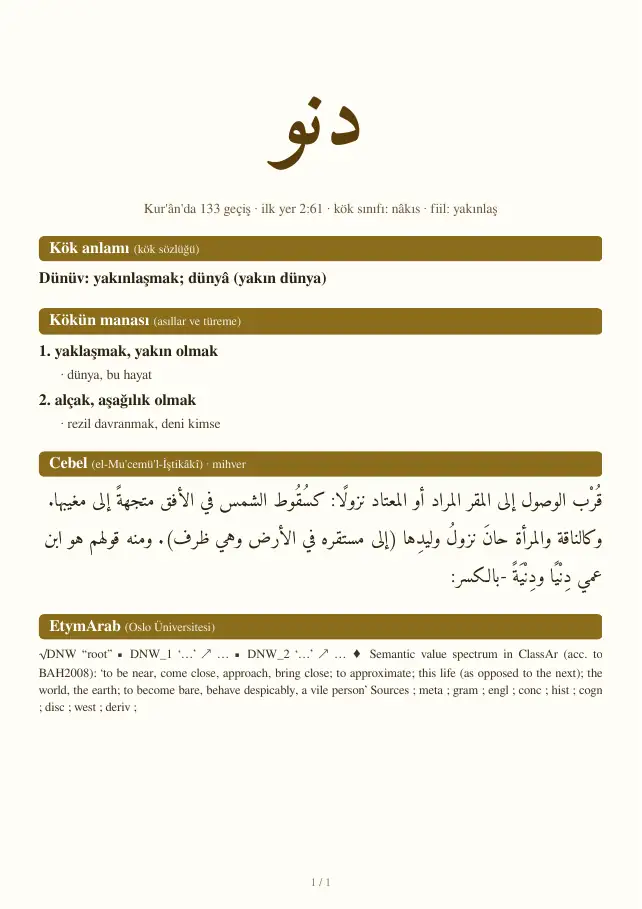 دنو
Kur'ân'da 133 geçiş · ilk yer 2:61 · kök sınıfı: nâkıs · fiil: yakınlaş
Kök anlamı (kök sözlüğü)
Dünüv: yakınlaşmak; dünyâ (yakın dünya)
Kökün manası (asıllar ve türeme)
1. yaklaşmak, yakın olmak
· dünya, bu hayat
2. alçak, aşağılık olmak
· rezil davranmak, deni kimse
Cebel (el-Mu'cemü'l-İştikâkî) · mihver
قُرْب الوصول إلى المقر المراد أو المعتاد نزولًا: كسُقُوط الشمس في الأفق متجهةً إلى مغيبها.
وكالناقة والمرأة حانَ نزولُ وليدِها (إلى مستقره في الأرض وهي ظرف). ومنه قولهم هو ابن
عمي دِنْيًا ودِنْيَةً -بالكسر:
EtymArab (Oslo Üniversitesi)
√DNW “root” ▪ DNW_1 ‘…’ ↗ … ▪ DNW_2 ‘…’ ↗ … ♦ Semantic value spectrum in ClassAr (acc. to
BAH2008): ‘to be near, come close, approach, bring close; to approximate; this life (as opposed to the next); the
world, the earth; to become bare, behave despicably, a vile person’ Sources ; meta ; gram ; engl ; conc ; hist ; cogn
; disc ; west ; deriv ;
1 / 1